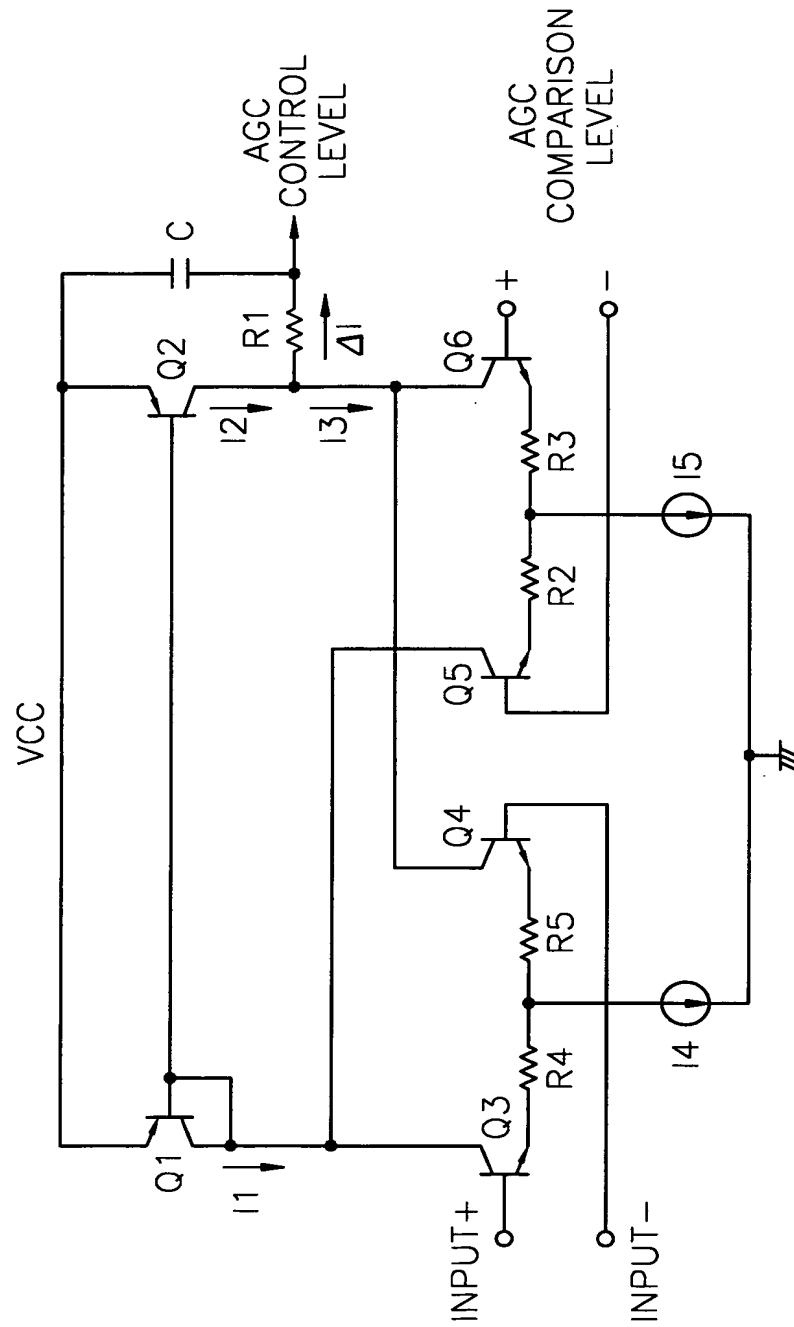 VCC
Q1
Q2
C
I1
I2
I3
R1
ΔI
AGC
CONTROL
LEVEL
Q3
Q4
Q5
Q6
R4
R5
R2
R3
INPUT+
INPUT-
+
-
AGC
COMPARISON
LEVEL
I4
I5